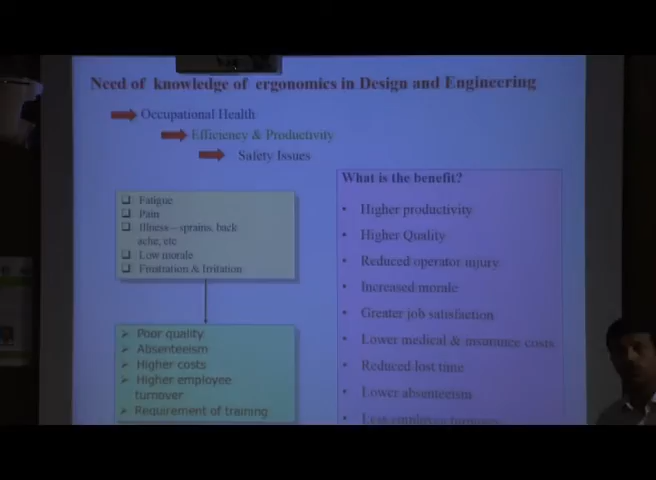 Need of knowledge of ergonomics in Design and Engineering
Occupational Health
Efficiency & Productivity
Safety Issues
Fatigue
Pain
Illness – sprains, back
ache, etc
Low morale
Frustration & Irritation
Poor quality
Absenteeism
Higher costs
Higher employee
turnover
Requirement of training
What is the benefit?
• Higher productivity
• Higher Quality
• Reduced operator injury
• Increased morale
• Greater job satisfaction
• Lower medical & insurance costs
• Reduced lost time
• Lower absenteeism
• Less employee turnover